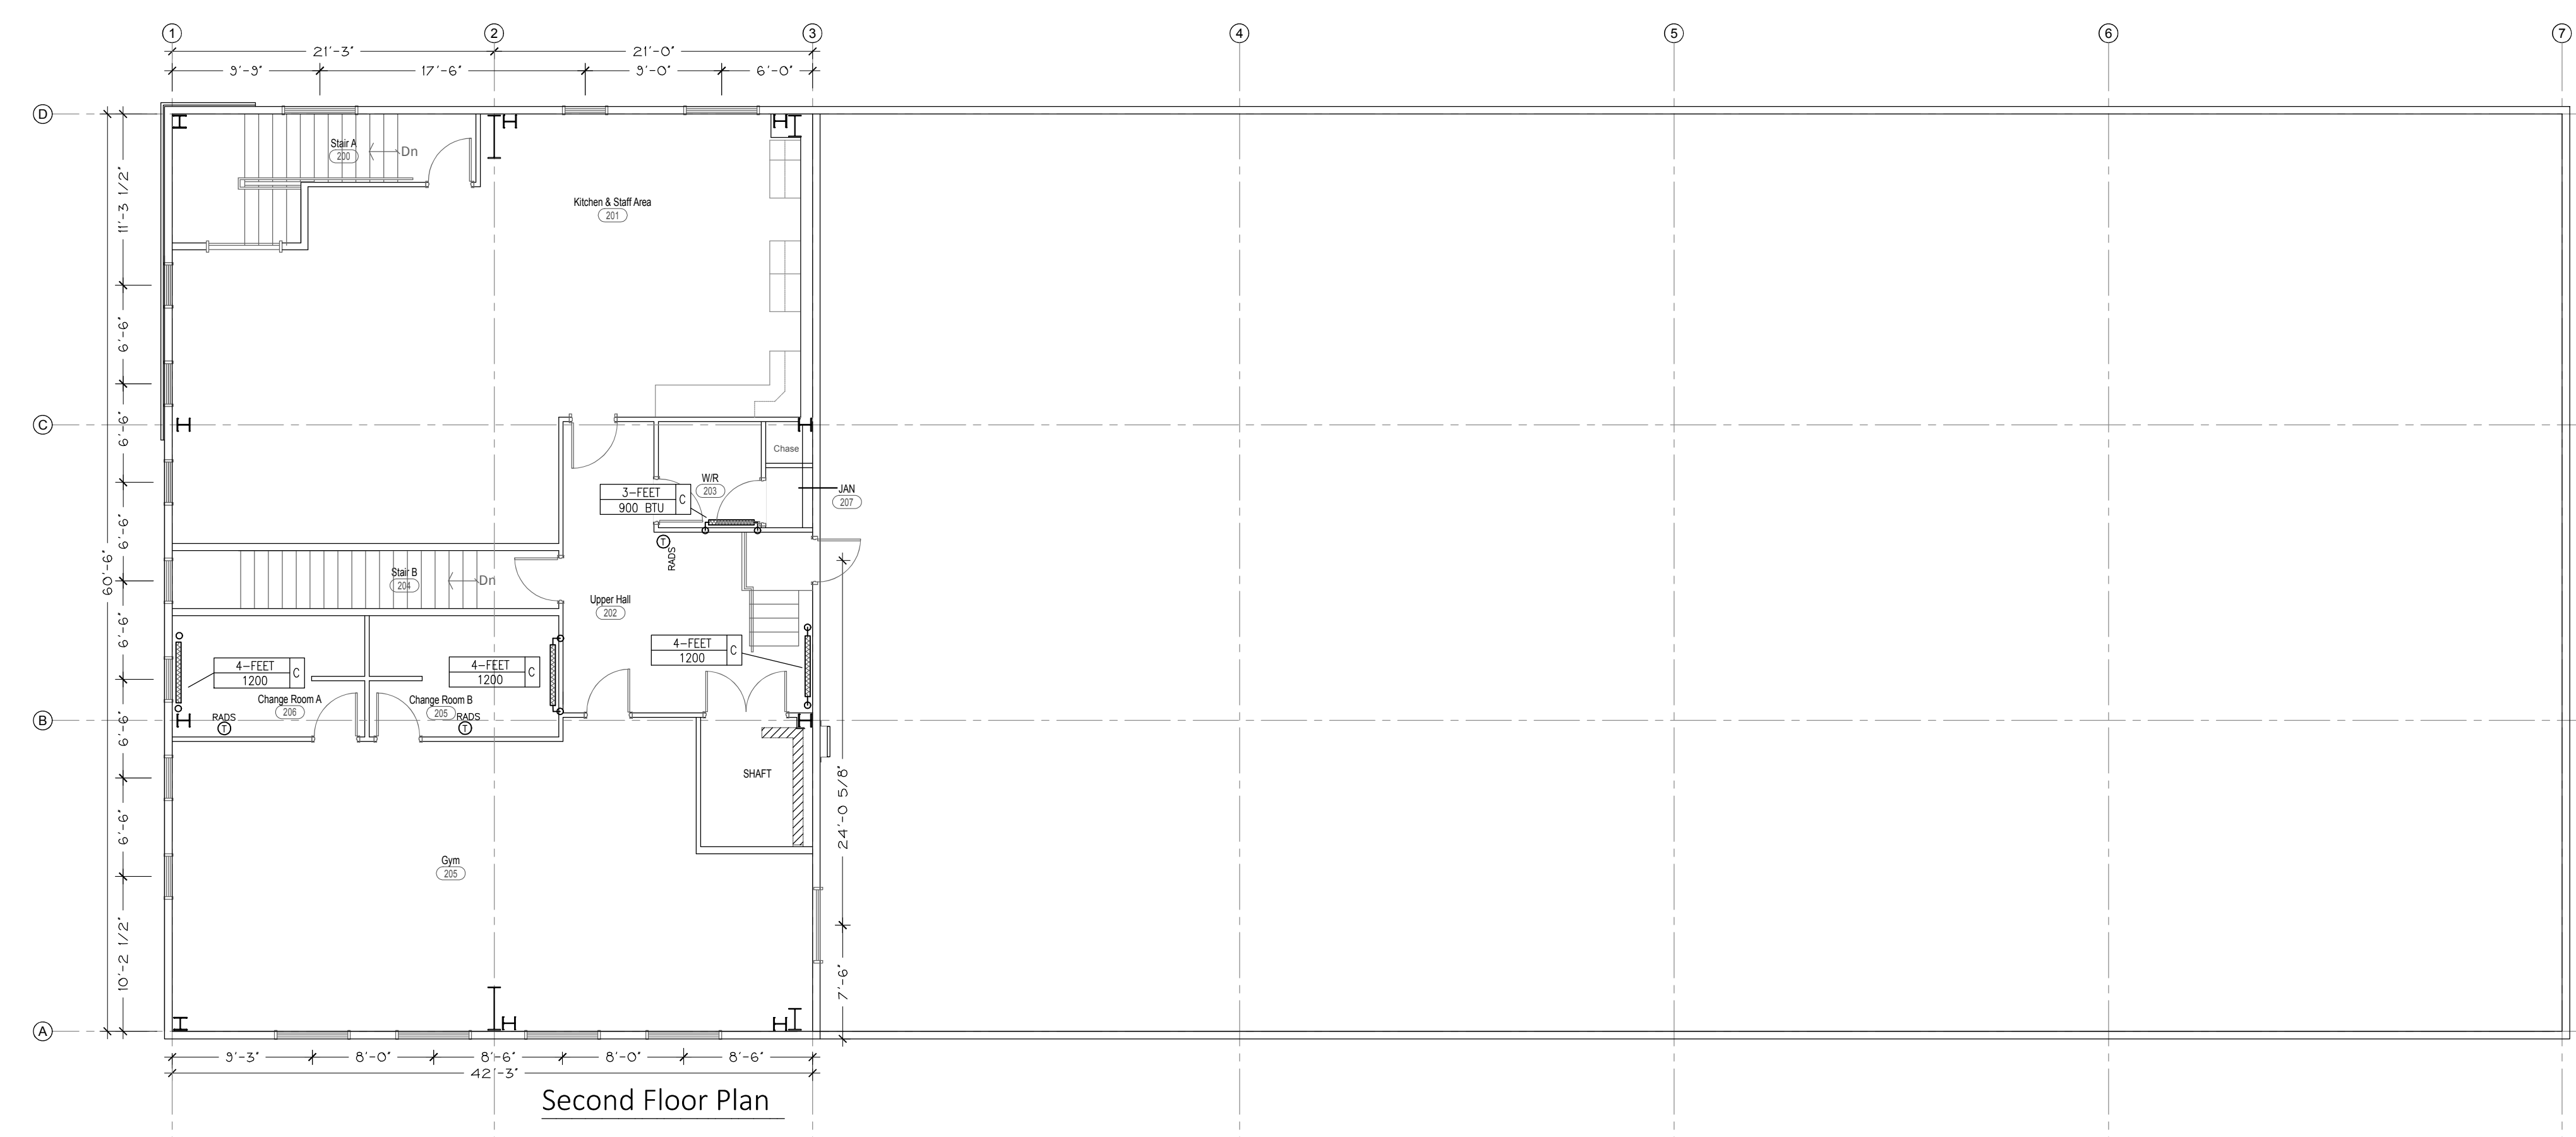 1 2 3 4 5 6 7
21'-3" 21'-0"
9'-9" 17'-6" 9'-0" 6'-0"
D
Stair A
200
Dn
11'-3 1/2"
Kitchen & Staff Area
201
6'-6"
C
6'-6"
Chase
W/R
203
3-FEET
900 BTU
C
JAN
207
6'-6"
T
RADS
60'-6"
Stair B
204
Dn
Upper Hall
202
6'-6"
4-FEET
1200
C
4-FEET
1200
C
4-FEET
1200
C
Change Room A
206
Change Room B
205
RADS
T
RADS
T
B
6'-6"
SHAFT
6'-6"
24'-0 5/8"
Gym
205
10'-2 1/2"
7'-6"
A
9'-3" 8'-0" 8'-6" 8'-0" 8'-6"
42'-3"
Second Floor Plan